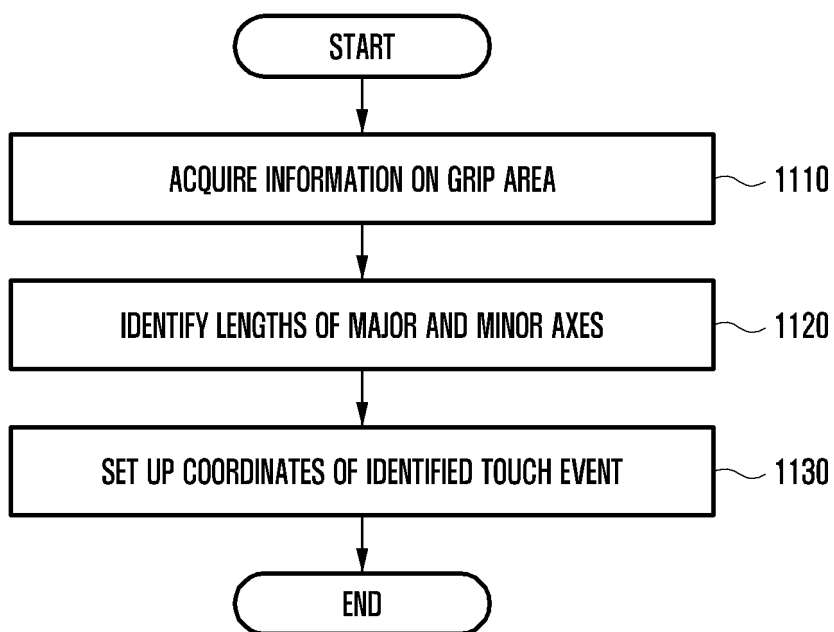 START
ACQUIRE INFORMATION ON GRIP AREA
1110
IDENTIFY LENGTHS OF MAJOR AND MINOR AXES
1120
SET UP COORDINATES OF IDENTIFIED TOUCH EVENT
1130
END